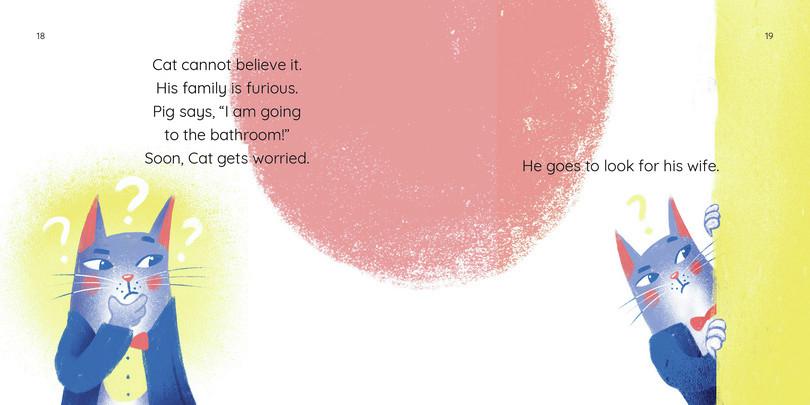 18
Cat cannot believe it.
His family is furious.
Pig says, “I am going
to the bathroom!”
Soon, Cat gets worried.
? ? ?
19
He goes to look for his wife.
?